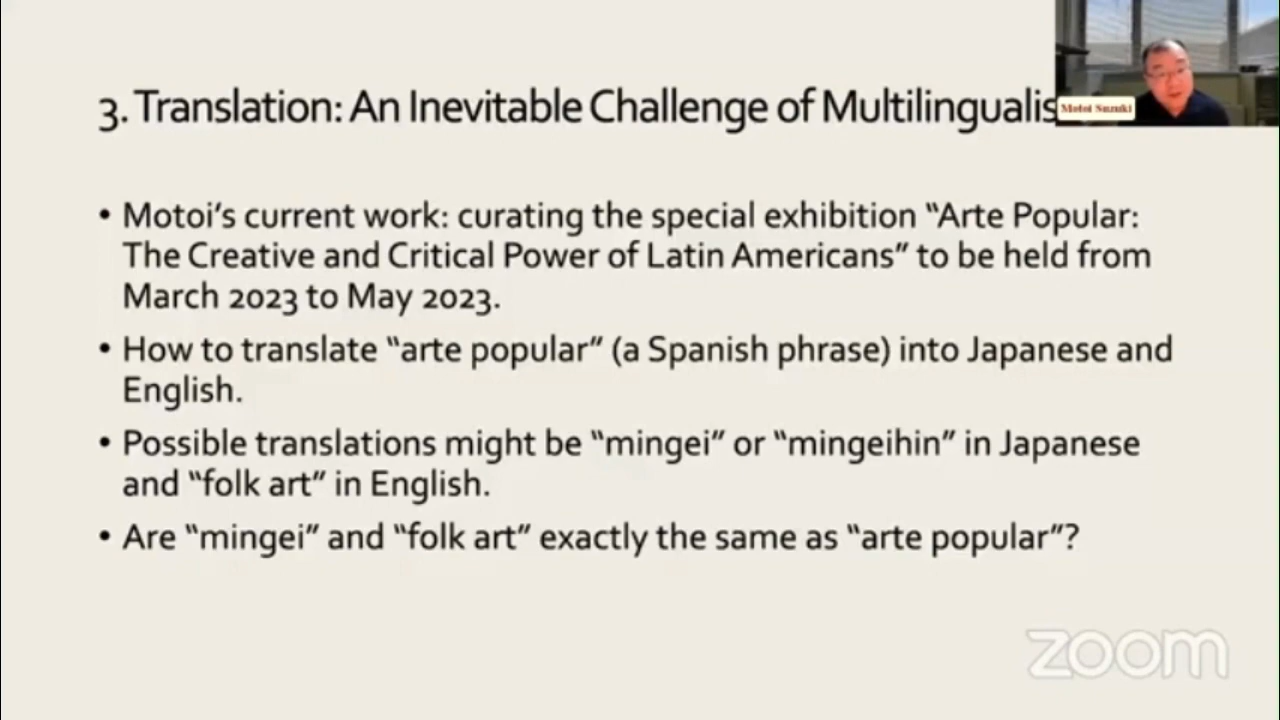 3. Translation: An Inevitable Challenge of Multilingualis
Motoi Suzuki
• Motoi's current work: curating the special exhibition “Arte Popular:
The Creative and Critical Power of Latin Americans” to be held from
March 2023 to May 2023.
• How to translate “arte popular” (a Spanish phrase) into Japanese and
English.
• Possible translations might be “mingei” or “mingeihin” in Japanese
and “folk art” in English.
• Are “mingei” and “folk art” exactly the same as “arte popular”?
zoom